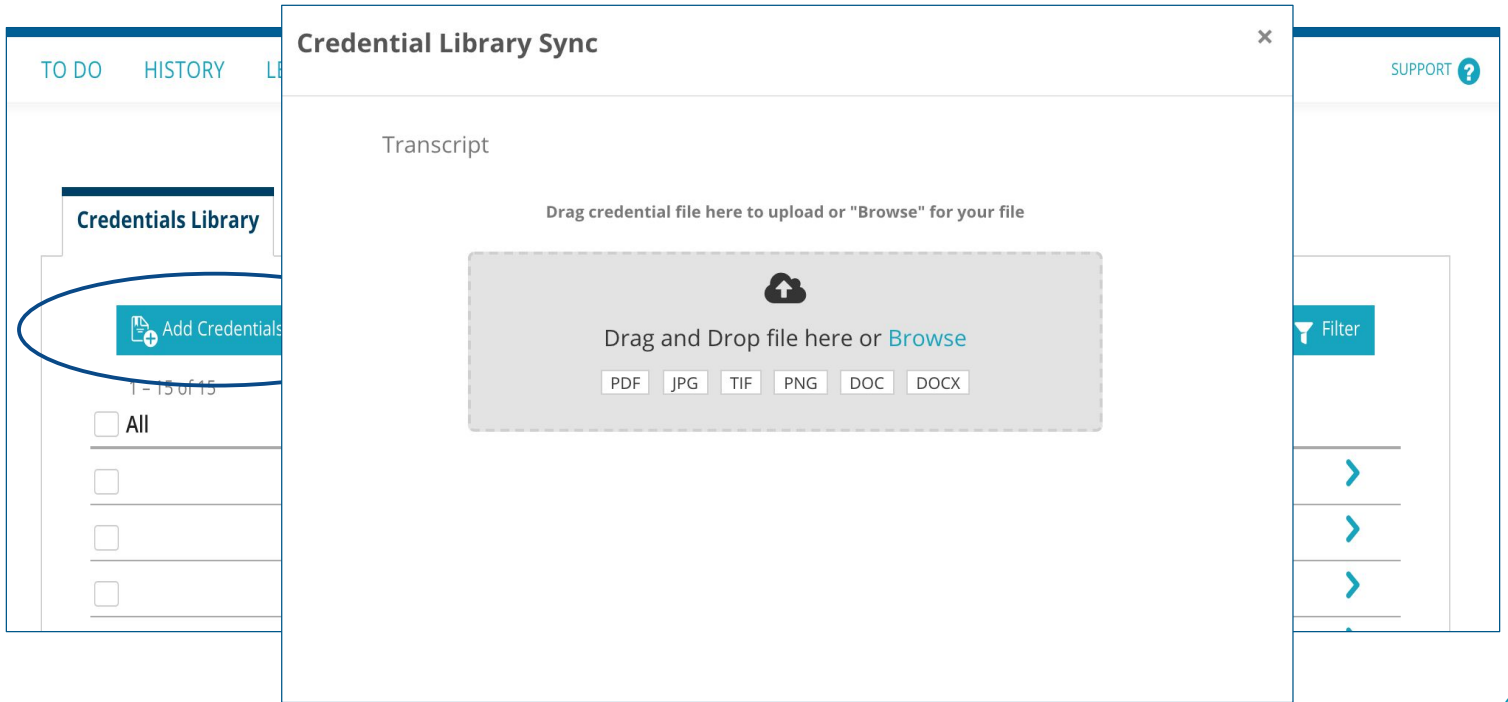 Credential Library Sync ×
TO DO HISTORY
SUPPORT ?
Transcript
Credentials Library
Drag credential file here to upload or "Browse" for your file
Add Credentials
Filter
Drag and Drop file here or Browse
PDF JPG TIF PNG DOC DOCX
1 – 15 of 15
All